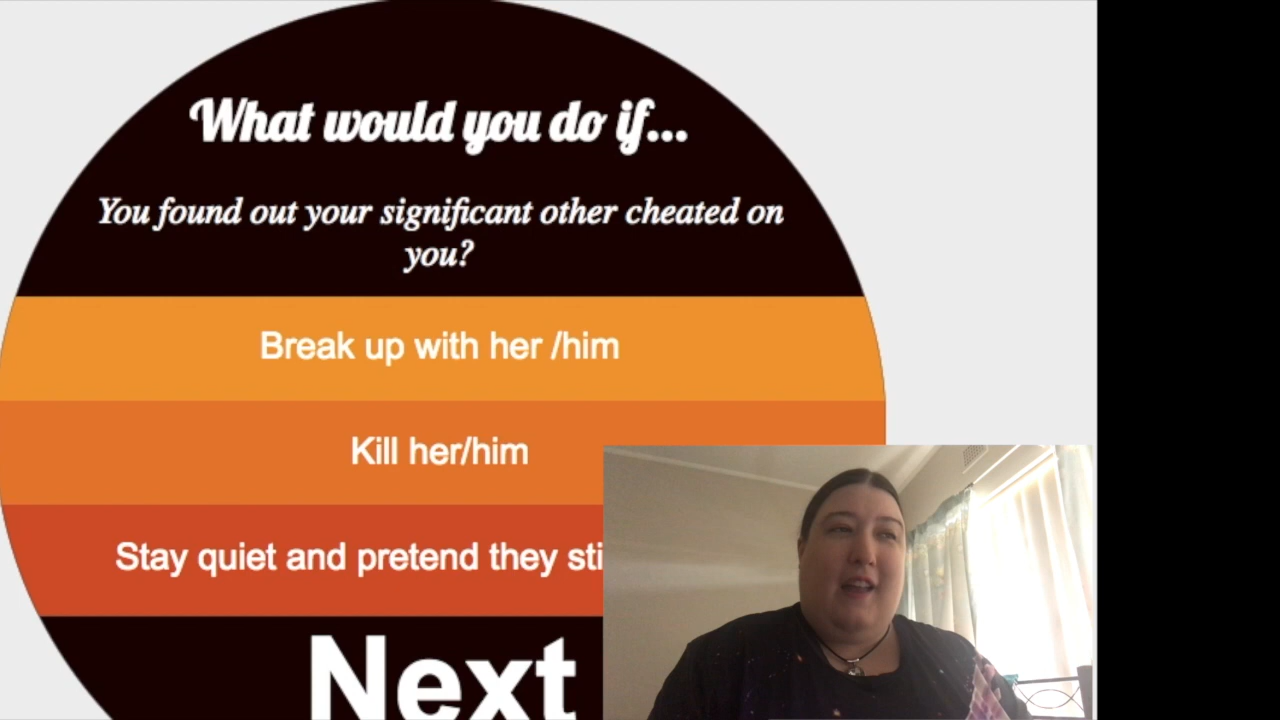 What would you do if...
You found out your significant other cheated on
you?
Break up with her /him
Kill her/him
Stay quiet and pretend they
Next